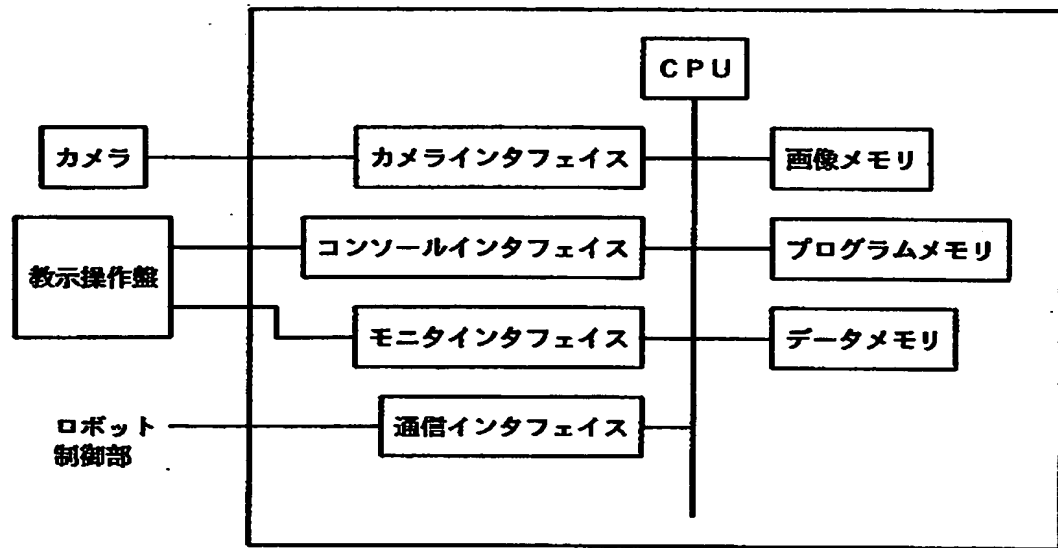 CPU
カメラ
カメラインタフェイス
画像メモリ
教示操作盤
コンソールインタフェイス
プログラムメモリ
モニタインタフェイス
データメモリ
ロボット
制御部
通信インタフェイス